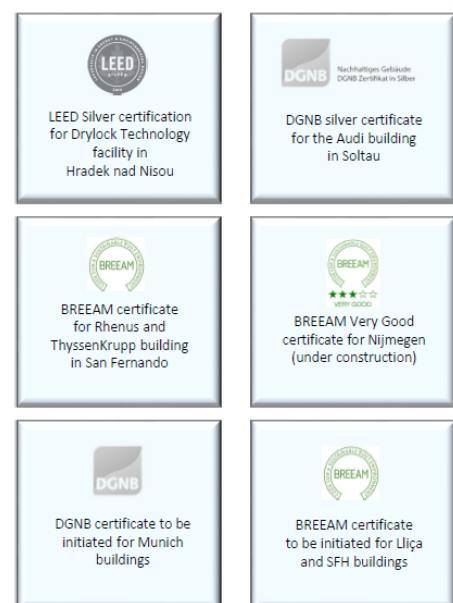 LEED
SILVER
LEED Silver certification
for Drylock Technology
facility in
Hradek nad Nisou
DGNB
Nachhaltiges Gebäude
DGNB Zertifikat in Silber
DGNB silver certificate
for the Audi building
in Soltau
BREEAM
BREEAM certificate
for Rhenus and
ThyssenKrupp building
in San Fernando
BREEAM
VERY GOOD
BREEAM Very Good
certificate for Nijmegen
(under construction)
DGNB
DGNB certificate to be
initiated for Munich
buildings
BREEAM
BREEAM certificate
to be initiated for Lliça
and SFH buildings